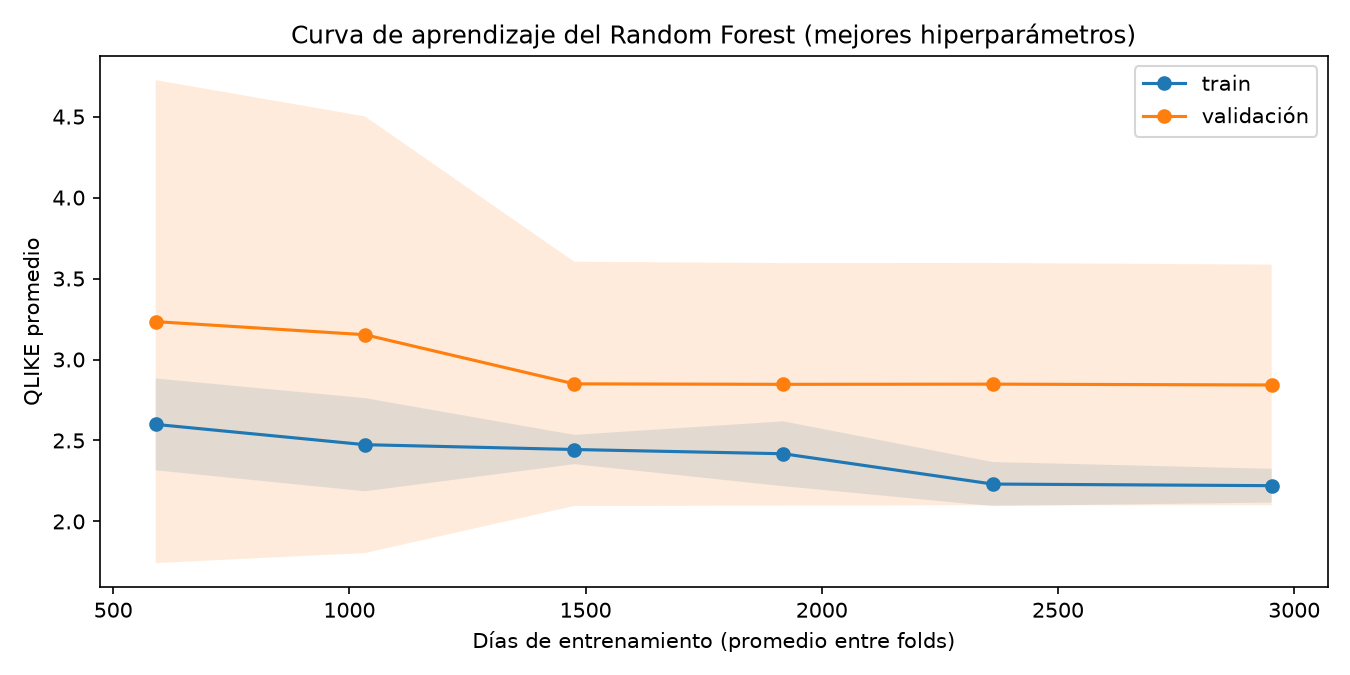 Curva de aprendizaje del Random Forest (mejores hiperparámetros)
train
validación
QLIKE promedio
4.5
4.0
3.5
3.0
2.5
2.0
500
1000
1500
2000
2500
3000
Días de entrenamiento (promedio entre folds)